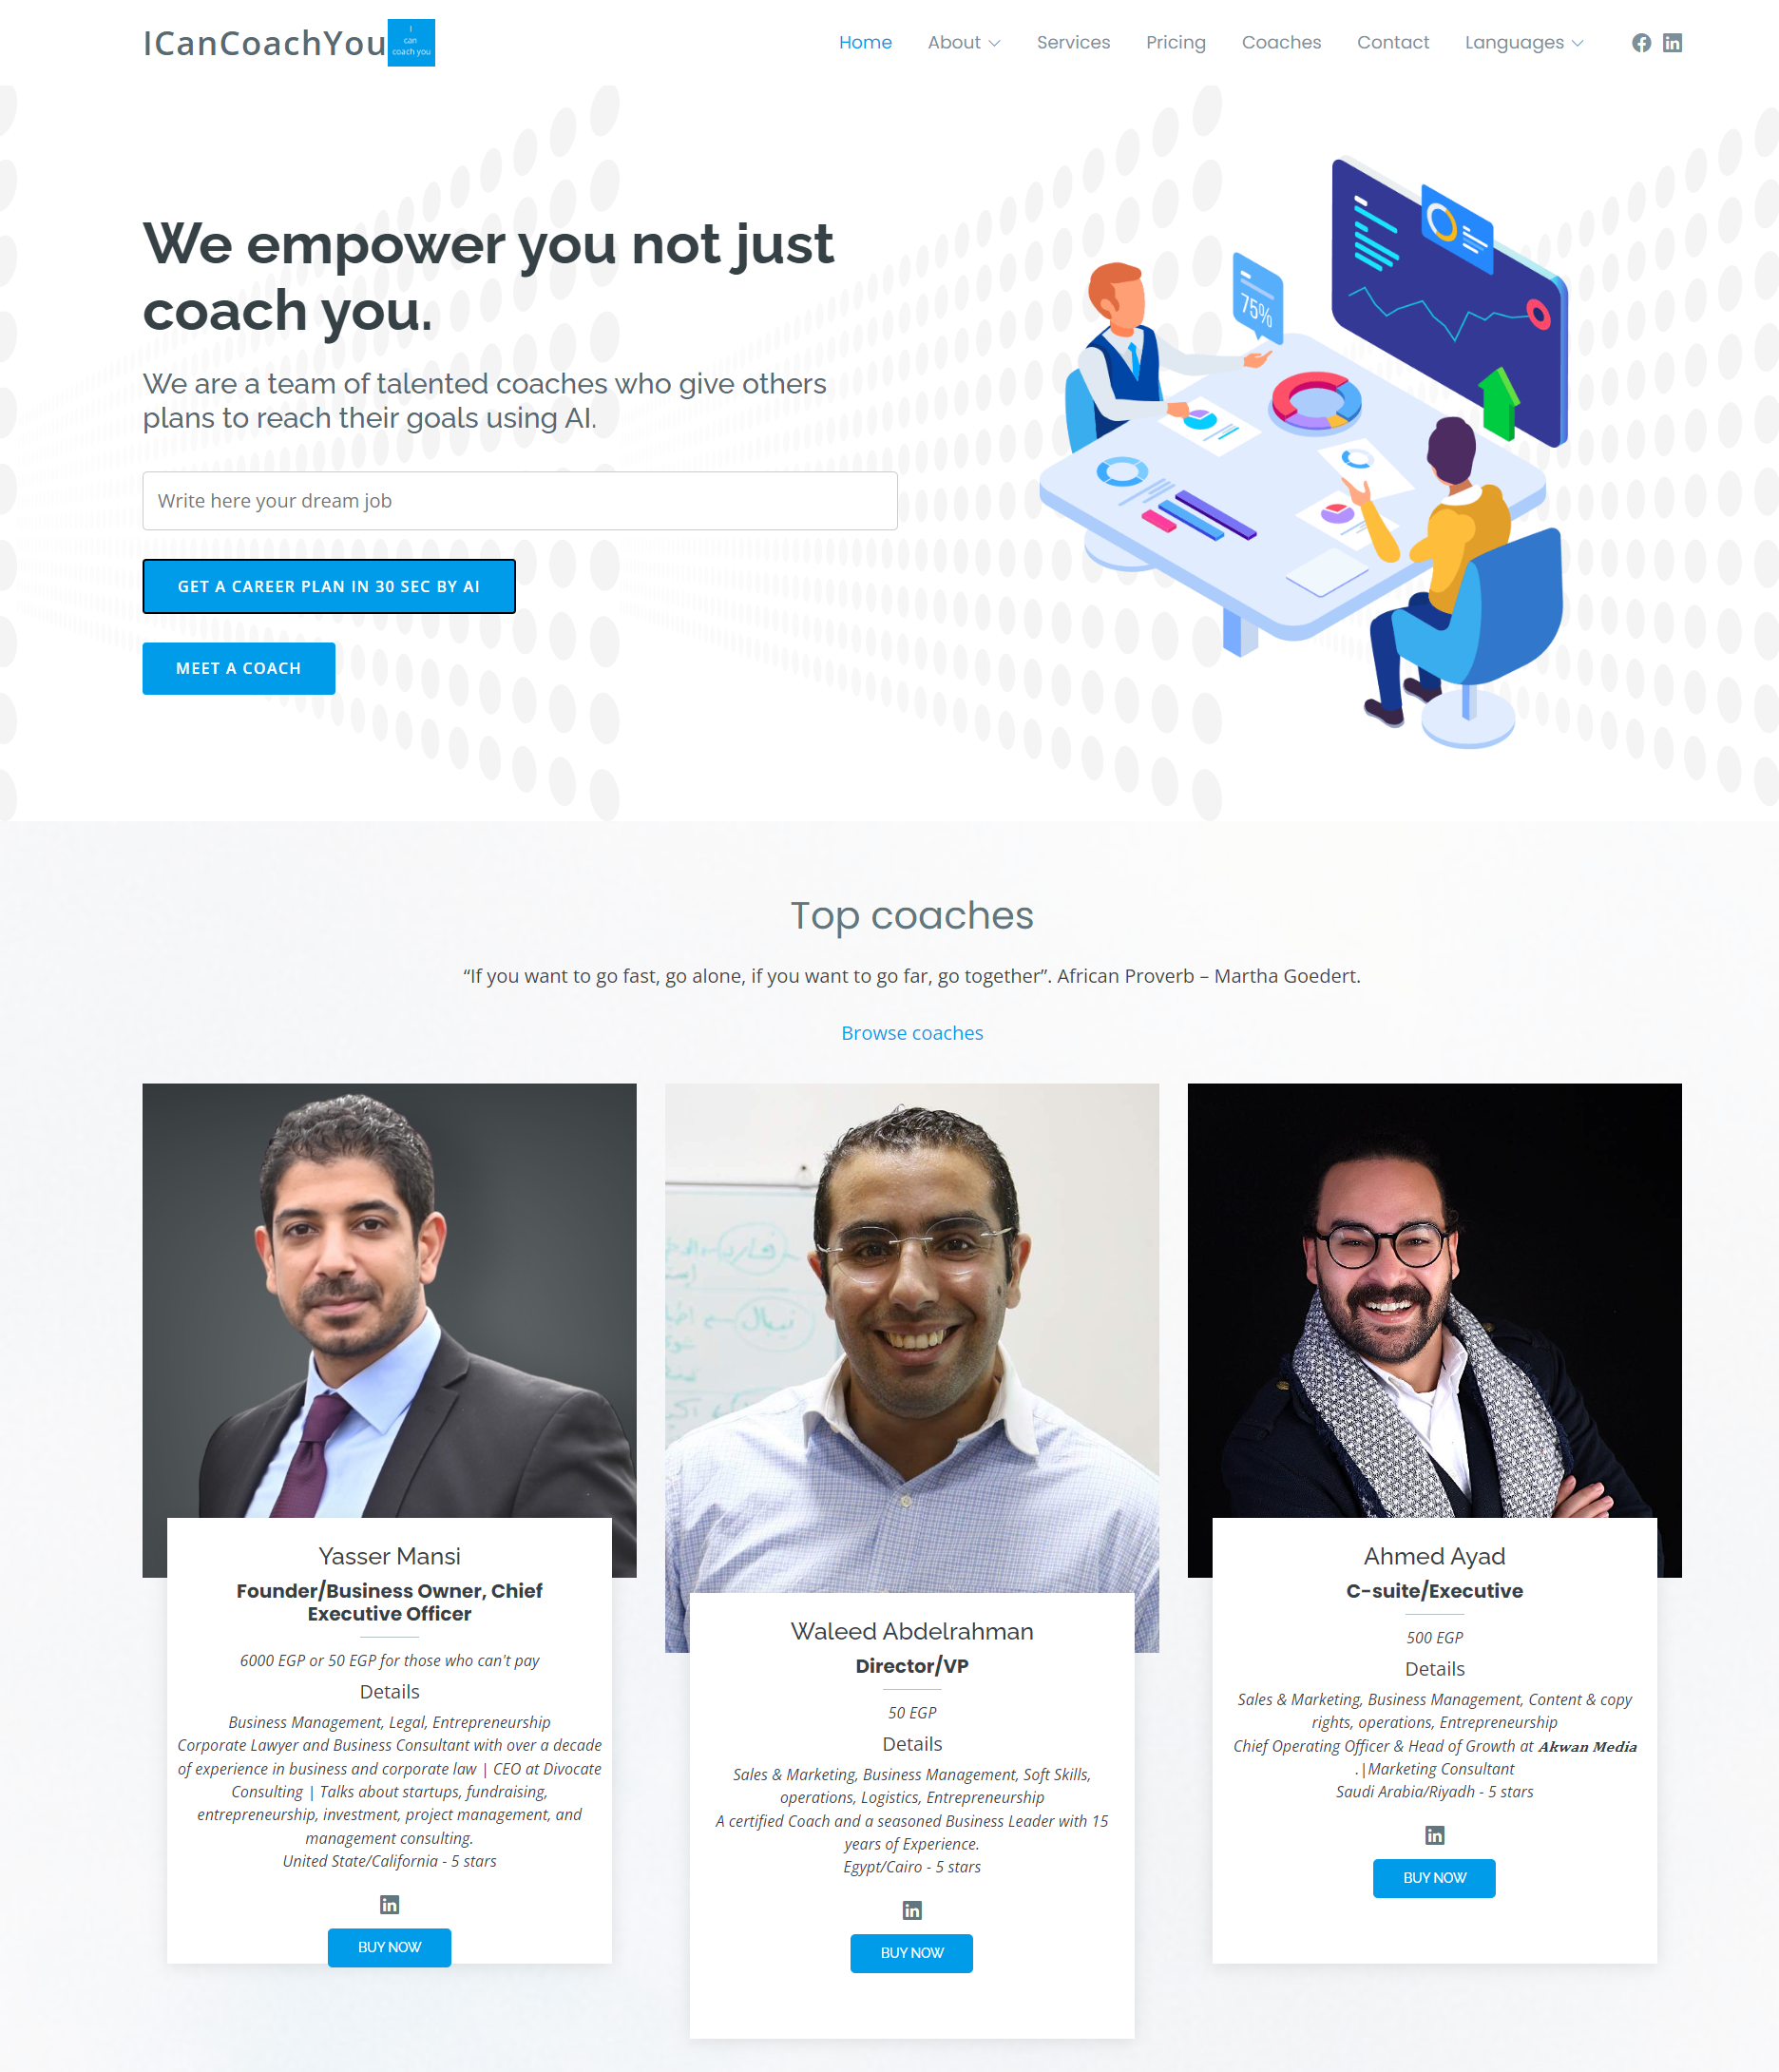 ICanCoachYou
I
can
coach you
Home About Services Pricing Coaches Contact Languages
We empower you not just
coach you.
We are a team of talented coaches who give others
plans to reach their goals using AI.
Write here your dream job
GET A CAREER PLAN IN 30 SEC BY AI
MEET A COACH
75%
Top coaches
“If you want to go fast, go alone, if you want to go far, go together”. African Proverb – Martha Goedert.
Browse coaches
Yasser Mansi
Founder/Business Owner, Chief
Executive Officer
6000 EGP or 50 EGP for those who can't pay
Details
Business Management, Legal, Entrepreneurship
Corporate Lawyer and Business Consultant with over a decade
of experience in business and corporate law | CEO at Divocate
Consulting | Talks about startups, fundraising,
entrepreneurship, investment, project management, and
management consulting.
United State/California - 5 stars
BUY NOW
نيبال
Waleed Abdelrahman
Director/VP
50 EGP
Details
Sales & Marketing, Business Management, Soft Skills,
operations, Logistics, Entrepreneurship
A certified Coach and a seasoned Business Leader with 15
years of Experience.
Egypt/Cairo - 5 stars
BUY NOW
Ahmed Ayad
C-suite/Executive
500 EGP
Details
Sales & Marketing, Business Management, Content & copy
rights, operations, Entrepreneurship
Chief Operating Officer & Head of Growth at 𝑨𝒌𝒘𝒂𝒏 𝑴𝒆𝒅𝒊𝒂
.|Marketing Consultant
Saudi Arabia/Riyadh - 5 stars
BUY NOW